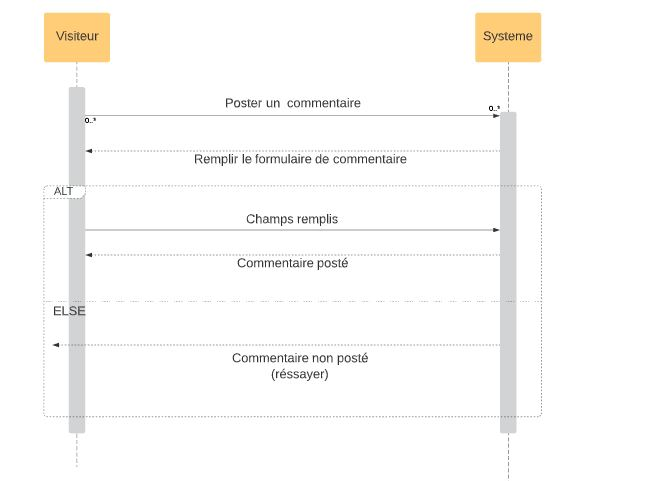 Visiteur
Systeme
Poster un commentaire
0..*
0..*
Remplir le formulaire de commentaire
ALT
Champs remplis
Commentaire posté
ELSE
Commentaire non posté
(réssayer)